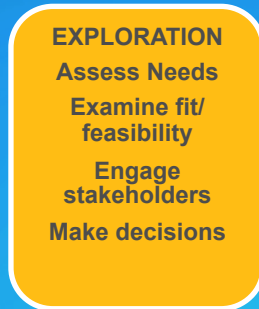 EXPLORATION
Assess Needs
Examine fit/
feasibility
Engage
stakeholders
Make decisions